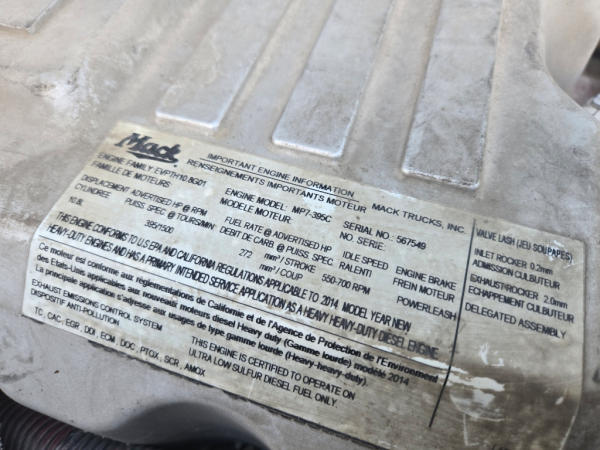 Mack
IMPORTANT ENGINE INFORMATION
RENSEIGNEMENTS IMPORTANTS MOTEUR
MACK TRUCKS, INC.
ENGINE FAMILY: EVPTH10.8G01
FAMILLE DE MOTEURS:
ENGINE MODEL: MP7-395C
MODELE MOTEUR:
SERIAL NO.: 567549
NO. SERIE:
DISPLACEMENT
CYLINDREE
10.8L
ADVERTISED HP @ RPM
PUISS. SPEC @ TOURS/MIN
395/1500
FUEL RATE @ ADVERTISED HP
DEBIT DE CARB @ PUISS SPEC
272 mm³/ STROKE
mm³/ COUP
IDLE SPEED
RALENTI
550-700 RPM
ENGINE BRAKE
FREIN MOTEUR
POWERLEASH
THIS ENGINE CONFORMS TO U.S EPA AND CALIFORNIA REGULATIONS APPLICABLE TO 2014 MODEL YEAR NEW
HEAVY-DUTY ENGINES AND HAS A PRIMARY INTENDED SERVICE APPLICATION AS A HEAVY HEAVY-DUTY DIESEL ENGINE
Ce moteur est conforme aux réglementations de Californie et de l'Agence de Protection de l'Environment
des Etats-Unis applicables aux nouveaux moteurs diesel Heavy duty (Gamme lourde) modèle 2014
La principale application s'adresse aux usages de type gamme lourde (Heavy-heavy-duty).
EXHAUST EMISSIONS CONTROL SYSTEM
DISPOSITIF ANTI-POLLUTION
TC, CAC, EGR, DDI, ECM, DOC, PTOX, SCR, AMOX
THIS ENGINE IS CERTIFIED TO OPERATE ON
ULTRA LOW SULFUR DIESEL FUEL ONLY.
VALVE LASH (JEU SOUPAPES)
INLET ROCKER 0.2mm
ADMISSION CULBUTEUR
EXHAUST ROCKER 2.0mm
ECHAPPEMENT CULBUTEUR
DELEGATED ASSEMBLY